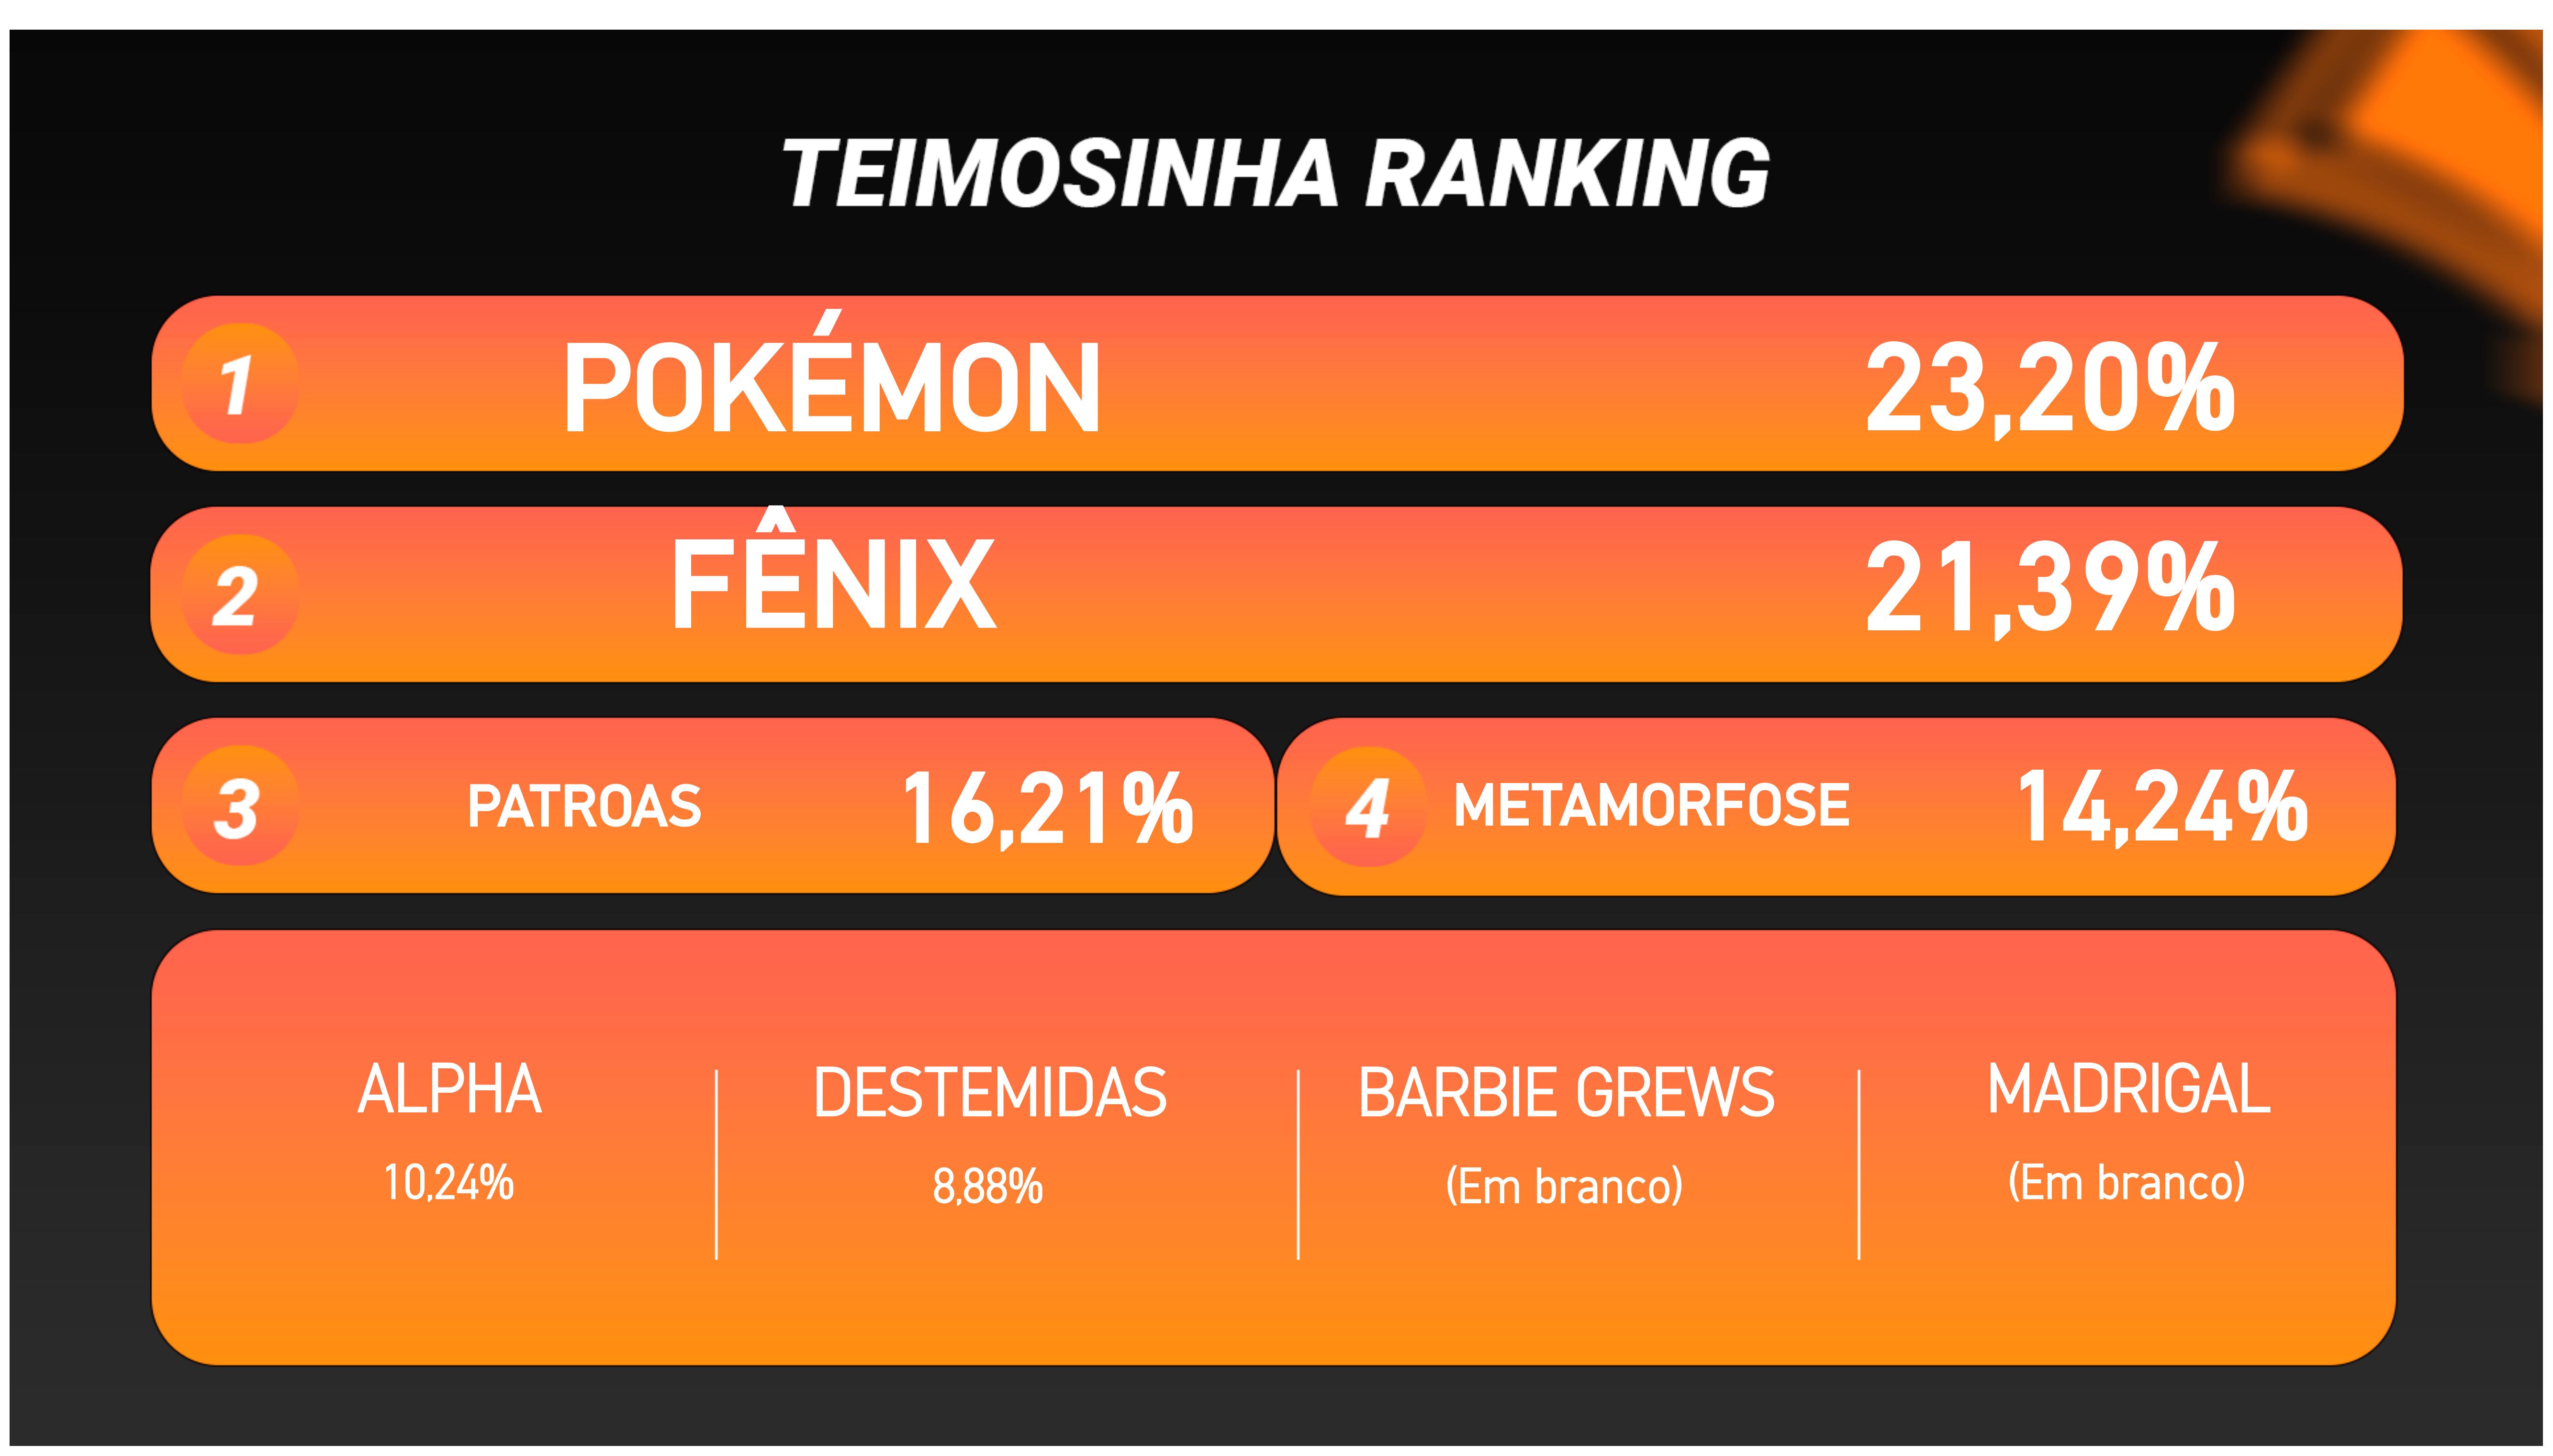 TEIMOSINHA RANKING
1 POKÉMON 23,20%
2 FÊNIX 21,39%
3 PATROAS 16,21% 4 METAMORFOSE 14,24%
ALPHA DESTEMIDAS BARBIE GREWS MADRIGAL
10,24% 8,88% (Em branco) (Em branco)